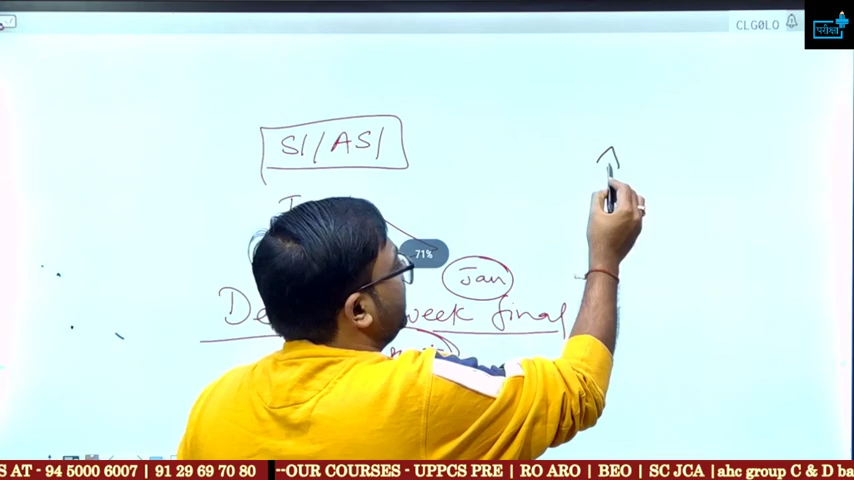 CLG0LO
परीक्षा
SI/ASI
71%
Jan
week final
S AT - 94 5000 6007 | 91 29 69 70 80 --OUR COURSES - UPPCS PRE | RO ARO | BEO | SC JCA |ahc group C & D ba